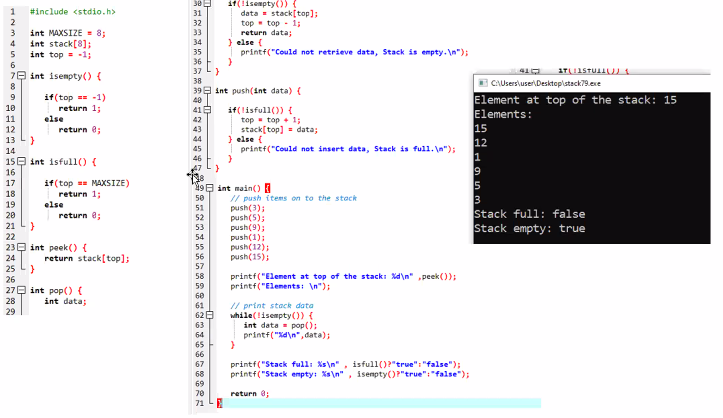 1 #include <stdio.h>
2
3 int MAXSIZE = 8;
4 int stack[8];
5 int top = -1;
6
7 int isempty() {
8
9 if(top == -1)
10 return 1;
11 else
12 return 0;
13 }
14
15 int isfull() {
16
17 if(top == MAXSIZE)
18 return 1;
19 else
20 return 0;
21 }
22
23 int peek() {
24 return stack[top];
25 }
26
27 int pop() {
28 int data;
29
30 if(!isempty()) {
31 data = stack[top];
32 top = top - 1;
33 return data;
34 } else {
35 printf("Could not retrieve data, Stack is empty.\n");
36 }
37 }
38
39 int push(int data) {
40
41 if(!isfull()) {
42 top = top + 1;
43 stack[top] = data;
44 } else {
45 printf("Could not insert data, Stack is full.\n");
46 }
47 }
48
49 int main() {
50 // push items on to the stack
51 push(3);
52 push(5);
53 push(9);
54 push(1);
55 push(12);
56 push(15);
57
58 printf("Element at top of the stack: %d\n" ,peek());
59 printf("Elements: \n");
60
61 // print stack data
62 while(!isempty()) {
63 int data = pop();
64 printf("%d\n",data);
65 }
66
67 printf("Stack full: %s\n" , isfull()?"true":"false");
68 printf("Stack empty: %s\n" , isempty()?"true":"false");
69
70 return 0;
71 }
41 if(!isfull()) {
C:\Users\user\Desktop\stack79.exe
Element at top of the stack: 15
Elements:
15
12
1
9
5
3
Stack full: false
Stack empty: true